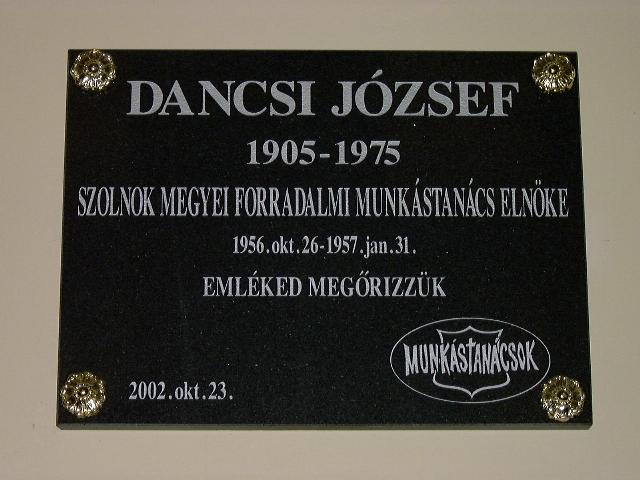 DANCSI JÓZSEF
1905-1975
SZOLNOK MEGYEI FORRADALMI MUNKÁSTANÁCS ELNÖKE
1956.okt.26-1957.jan.31.
EMLÉKED MEGŐRIZZÜK
MUNKÁSTANÁCSOK
2002.okt.23.